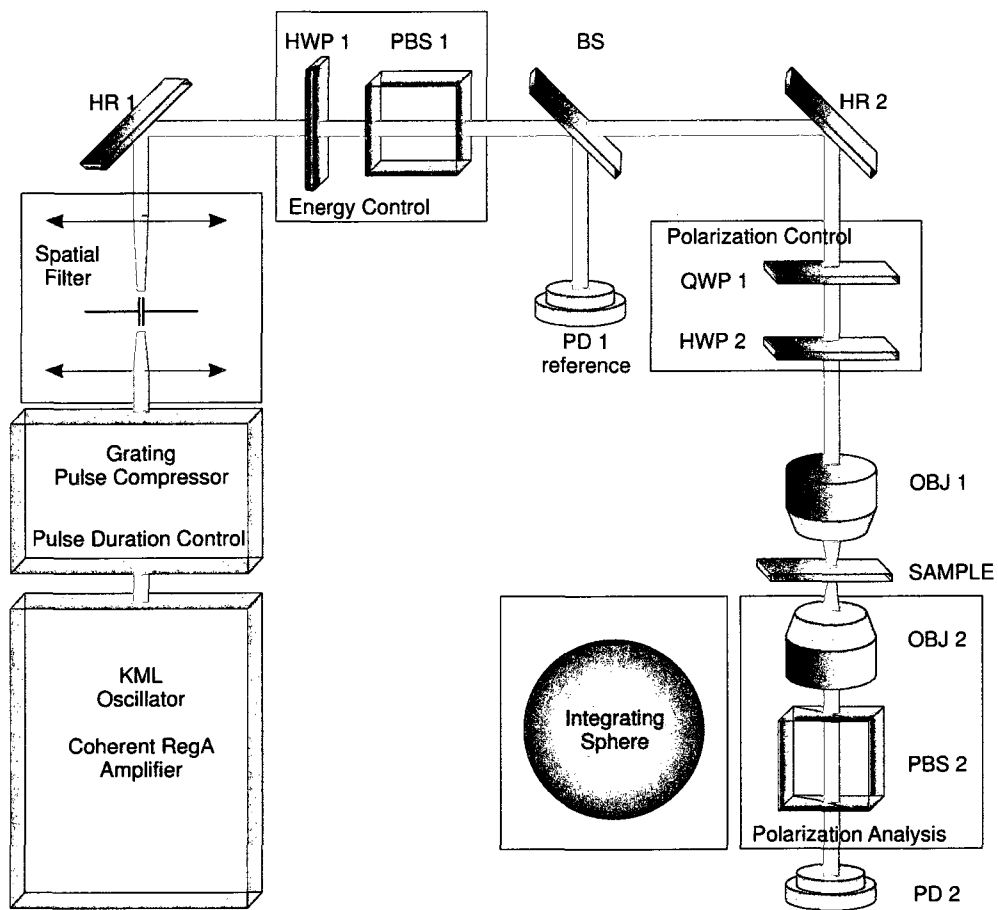 HWP 1
PBS 1
BS
HR 1
HR 2
Energy Control
Spatial
Filter
Polarization Control
QWP 1
HWP 2
PD 1
reference
Grating
Pulse Compressor
Pulse Duration Control
OBJ 1
SAMPLE
OBJ 2
KML
Oscillator
Coherent RegA
Amplifier
Integrating
Sphere
PBS 2
Polarization Analysis
PD 2